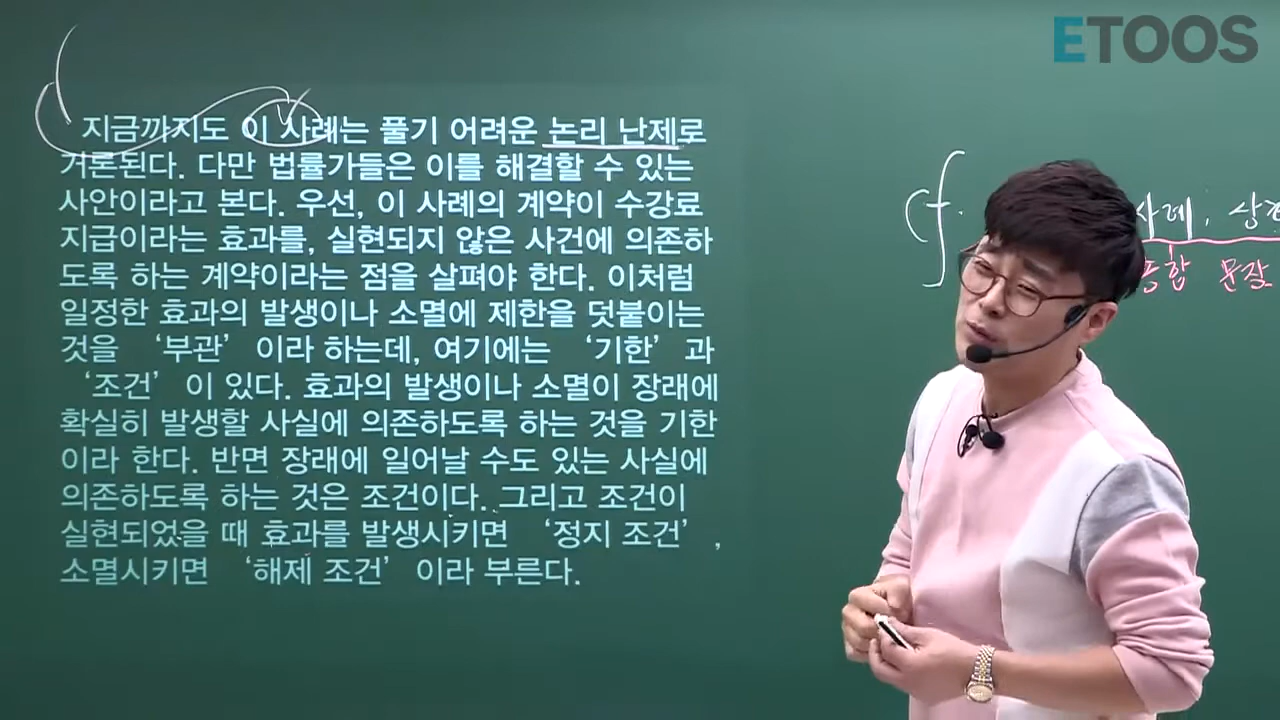 ETOOS
지금까지도 이 사례는 풀기 어려운 논리 난제로
거론된다. 다만 법률가들은 이를 해결할 수 있는
사안이라고 본다. 우선, 이 사례의 계약이 수강료
지급이라는 효과를, 실현되지 않은 사건에 의존하
도록 하는 계약이라는 점을 살펴야 한다. 이처럼
일정한 효과의 발생이나 소멸에 제한을 덧붙이는
것을 ‘부관’ 이라 하는데, 여기에는 ‘기한’ 과
‘조건’ 이 있다. 효과의 발생이나 소멸이 장래에
확실히 발생할 사실에 의존하도록 하는 것을 기한
이라 한다. 반면 장래에 일어날 수도 있는 사실에
의존하도록 하는 것은 조건이다. 그리고 조건이
실현되었을 때 효과를 발생시키면 ‘정지 조건’ ,
소멸시키면 ‘해제 조건’ 이라 부른다.
사례,
문장